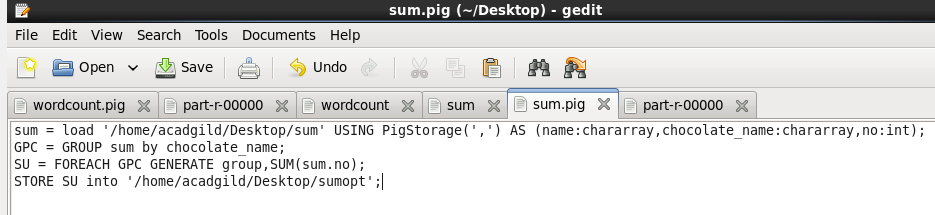 sum.pig (~/Desktop) - gedit
File Edit View Search Tools Documents Help
Open Save Undo
wordcount.pig part-r-00000 wordcount sum sum.pig part-r-00000
sum = load '/home/acadgild/Desktop/sum' USING PigStorage(',') AS (name:chararray,chocolate_name:chararray,no:int);
GPC = GROUP sum by chocolate_name;
SU = FOREACH GPC GENERATE group,SUM(sum.no);
STORE SU into '/home/acadgild/Desktop/sumopt';